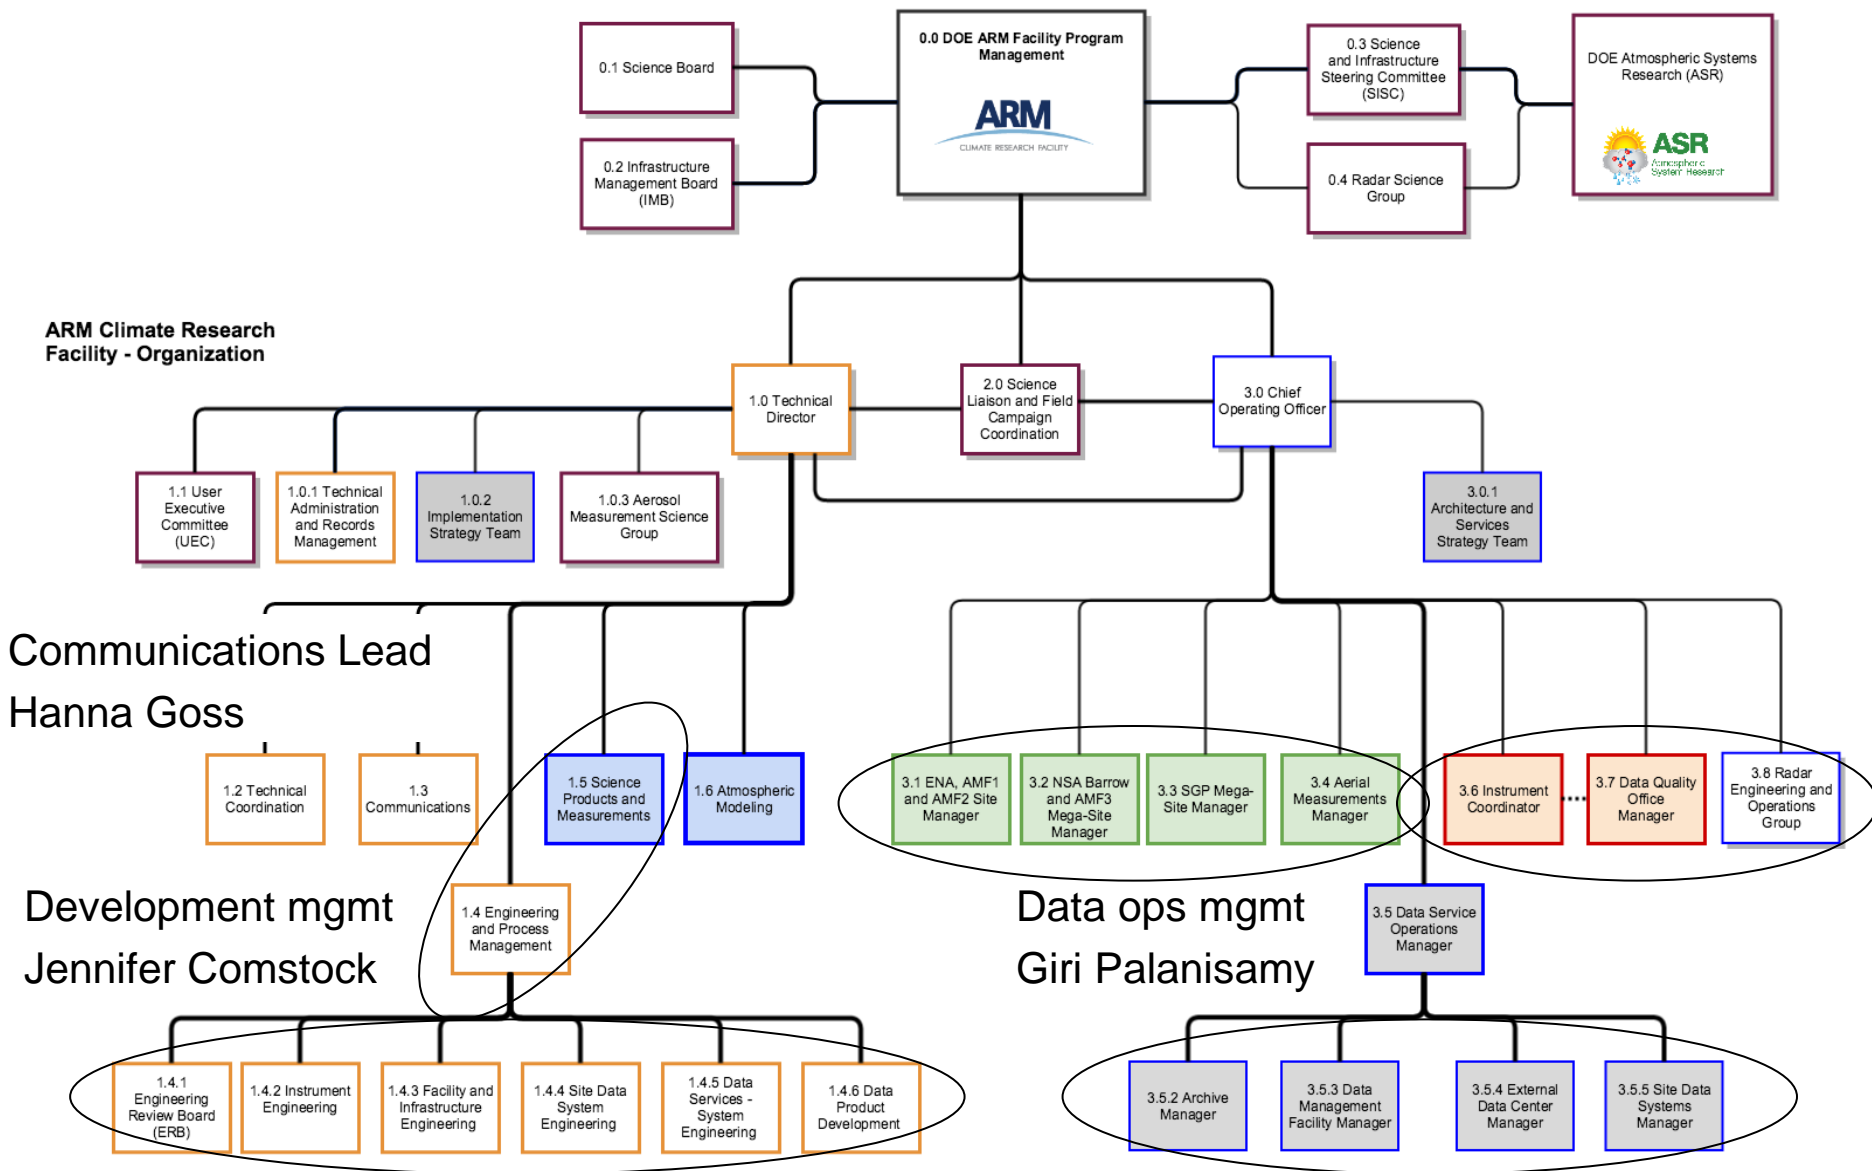 0.1 Science Board
0.2 Infrastructure
Management Board
(IMB)
0.0 DOE ARM Facility Program
Management
ARM
CLIMATE RESEARCH FACILITY
0.3 Science
and Infrastructure
Steering Committee
(SISC)
0.4 Radar Science
Group
DOE Atmospheric Systems
Research (ASR)
ASR
Atmospheric
System Research
ARM Climate Research
Facility - Organization
1.0 Technical
Director
2.0 Science
Liaison and Field
Campaign
Coordination
3.0 Chief
Operating Officer
1.1 User
Executive
Committee
(UEC)
1.0.1 Technical
Administration
and Records
Management
1.0.2
Implementation
Strategy Team
1.0.3 Aerosol
Measurement Science
Group
3.0.1
Architecture and
Services
Strategy Team
Communications Lead
Hanna Goss
1.2 Technical
Coordination
1.3
Communications
1.5 Science
Products and
Measurements
1.6 Atmospheric
Modeling
3.1 ENA, AMF1
and AMF2 Site
Manager
3.2 NSA Barrow
and AMF3
Mega-Site
Manager
3.3 SGP Mega-
Site Manager
3.4 Aerial
Measurements
Manager
3.6 Instrument
Coordinator
3.7 Data Quality
Office
Manager
3.8 Radar
Engineering and
Operations
Group
Development mgmt
Jennifer Comstock
1.4 Engineering
and Process
Management
Data ops mgmt
Giri Palanisamy
3.5 Data Service
Operations
Manager
1.4.1
Engineering
Review Board
(ERB)
1.4.2 Instrument
Engineering
1.4.3 Facility and
Infrastructure
Engineering
1.4.4 Site Data
System
Engineering
1.4.5 Data
Services -
System
Engineering
1.4.6 Data
Product
Development
3.5.2 Archive
Manager
3.5.3 Data
Management
Facility Manager
3.5.4 External
Data Center
Manager
3.5.5 Site Data
Systems
Manager